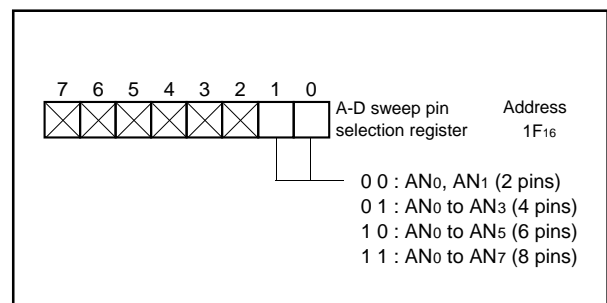 7 6 5 4 3 2 1 0
A-D sweep pin Address
selection register 1F16
0 0 : AN0, AN1 (2 pins)
0 1 : AN0 to AN3 (4 pins)
1 0 : AN0 to AN5 (6 pins)
1 1 : AN0 to AN7 (8 pins)